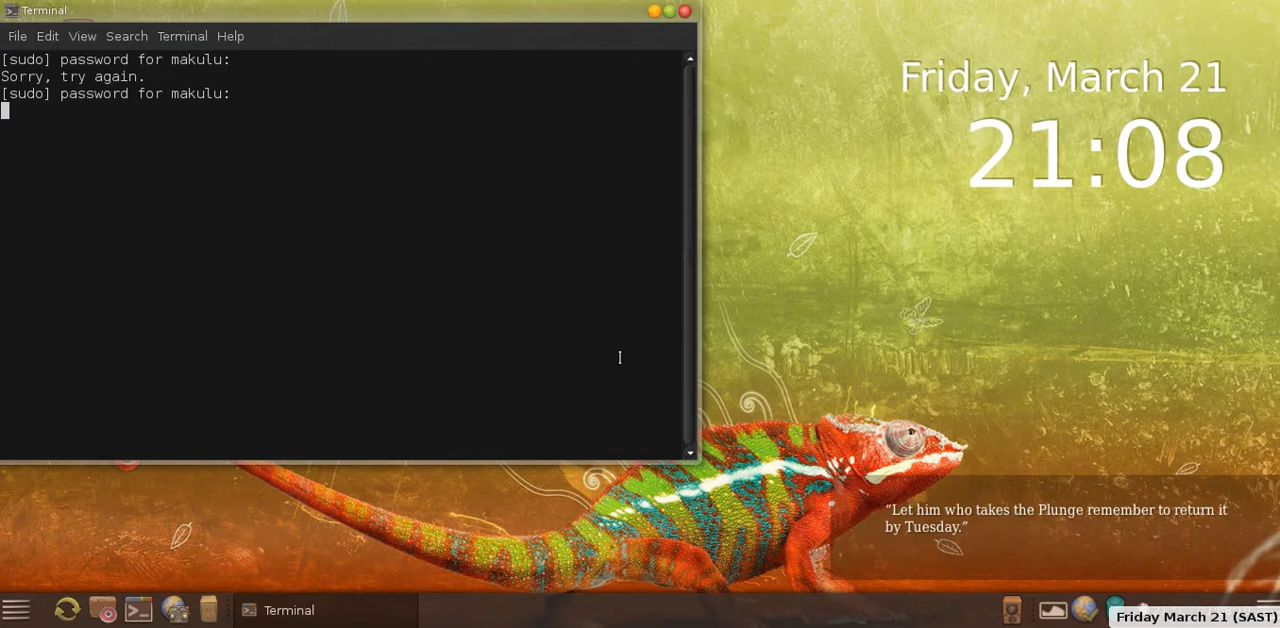 Terminal
File Edit View Search Terminal Help
[sudo] password for makulu:
Sorry, try again.
[sudo] password for makulu:
Friday, March 21
21:08
“Let him who takes the Plunge remember to return it
by Tuesday.”
Terminal
Friday March 21 (SAST)